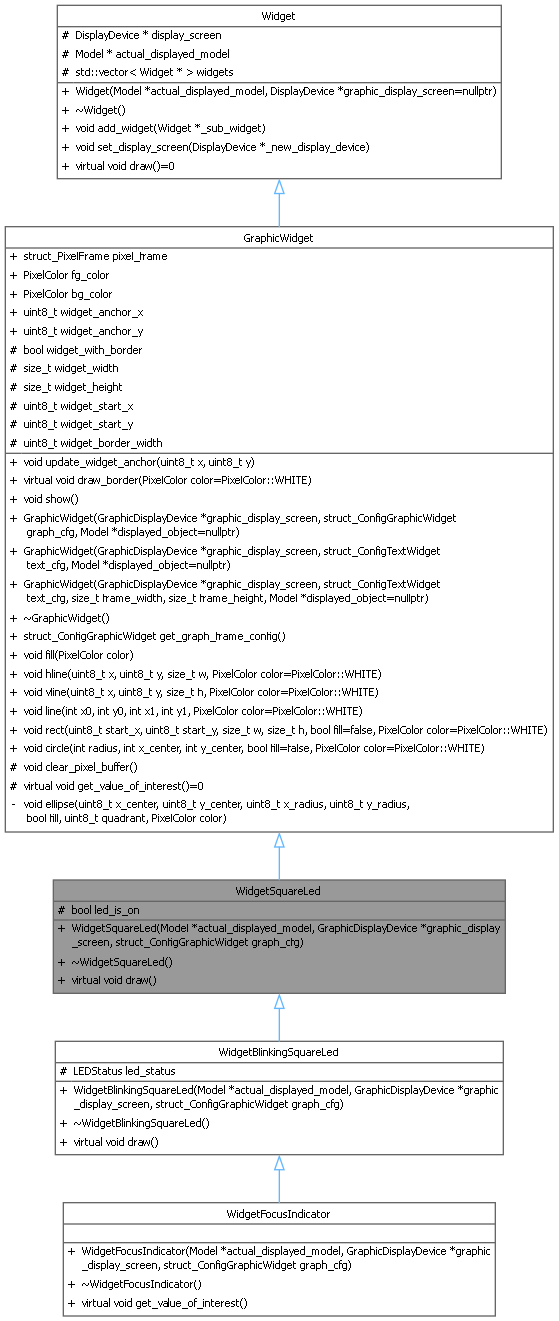 Widget
# DisplayDevice * display_screen
# Model * actual_displayed_model
# std::vector< Widget * > widgets
+ Widget(Model *actual_displayed_model, DisplayDevice *graphic_display_screen=nullptr)
+ ~Widget()
+ void add_widget(Widget *_sub_widget)
+ void set_display_screen(DisplayDevice *_new_display_device)
+ virtual void draw()=0
GraphicWidget
+ struct_PixelFrame pixel_frame
+ PixelColor fg_color
+ PixelColor bg_color
+ uint8_t widget_anchor_x
+ uint8_t widget_anchor_y
# bool widget_with_border
# size_t widget_width
# size_t widget_height
# uint8_t widget_start_x
# uint8_t widget_start_y
# uint8_t widget_border_width
+ void update_widget_anchor(uint8_t x, uint8_t y)
+ virtual void draw_border(PixelColor color=PixelColor::WHITE)
+ void show()
+ GraphicWidget(GraphicDisplayDevice *graphic_display_screen, struct_ConfigGraphicWidget
graph_cfg, Model *displayed_object=nullptr)
+ GraphicWidget(GraphicDisplayDevice *graphic_display_screen, struct_ConfigTextWidget
text_cfg, Model *displayed_object=nullptr)
+ GraphicWidget(GraphicDisplayDevice *graphic_display_screen, struct_ConfigTextWidget
text_cfg, size_t frame_width, size_t frame_height, Model *displayed_object=nullptr)
+ ~GraphicWidget()
+ struct_ConfigGraphicWidget get_graph_frame_config()
+ void fill(PixelColor color)
+ void hline(uint8_t x, uint8_t y, size_t w, PixelColor color=PixelColor::WHITE)
+ void vline(uint8_t x, uint8_t y, size_t h, PixelColor color=PixelColor::WHITE)
+ void line(int x0, int y0, int x1, int y1, PixelColor color=PixelColor::WHITE)
+ void rect(uint8_t start_x, uint8_t start_y, size_t w, size_t h, bool fill=false, PixelColor color=PixelColor::WHITE)
+ void circle(int radius, int x_center, int y_center, bool fill=false, PixelColor color=PixelColor::WHITE)
# void clear_pixel_buffer()
# virtual void get_value_of_interest()=0
- void ellipse(uint8_t x_center, uint8_t y_center, uint8_t x_radius, uint8_t y_radius,
bool fill, uint8_t quadrant, PixelColor color)
WidgetSquareLed
# bool led_is_on
+ WidgetSquareLed(Model *actual_displayed_model, GraphicDisplayDevice *graphic_display
_screen, struct_ConfigGraphicWidget graph_cfg)
+ ~WidgetSquareLed()
+ virtual void draw()
WidgetBlinkingSquareLed
# LEDStatus led_status
+ WidgetBlinkingSquareLed(Model *actual_displayed_model, GraphicDisplayDevice *graphic
_display_screen, struct_ConfigGraphicWidget graph_cfg)
+ ~WidgetBlinkingSquareLed()
+ virtual void draw()
WidgetFocusIndicator
+ WidgetFocusIndicator(Model *actual_displayed_model, GraphicDisplayDevice *graphic
_display_screen, struct_ConfigGraphicWidget graph_cfg)
+ ~WidgetFocusIndicator()
+ virtual void get_value_of_interest()